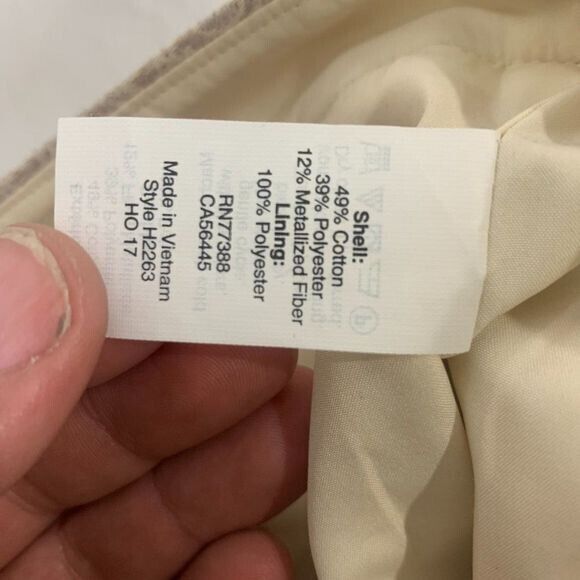 Shell:
49% Cotton
39% Polyester
12% Metallized Fiber
Lining:
100% Polyester
RN77388
CA56445
Made in Vietnam
Style H2263
HO 17